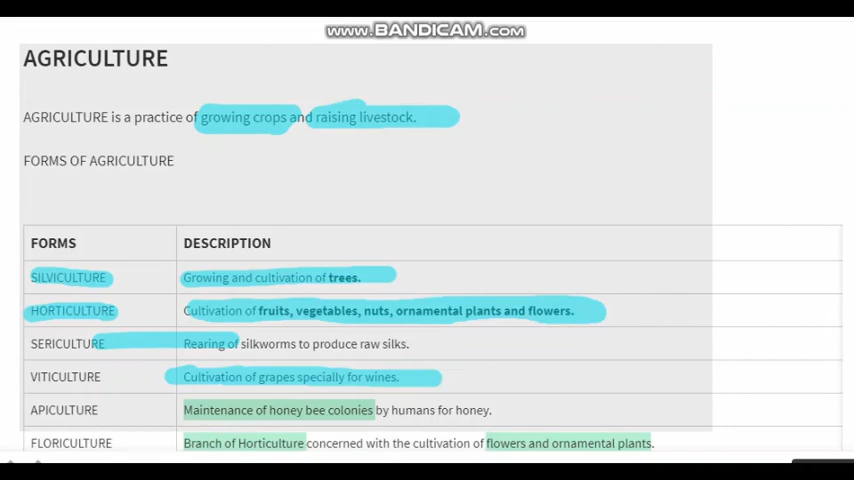 www.BANDICAM.com
AGRICULTURE
AGRICULTURE is a practice of growing crops and raising livestock.
FORMS OF AGRICULTURE
FORMS DESCRIPTION
SILVICULTURE Growing and cultivation of trees.
HORTICULTURE Cultivation of fruits, vegetables, nuts, ornamental plants and flowers.
SERICULTURE Rearing of silkworms to produce raw silks.
VITICULTURE Cultivation of grapes specially for wines.
APICULTURE Maintenance of honey bee colonies by humans for honey.
FLORICULTURE Branch of Horticulture concerned with the cultivation of flowers and ornamental plants.